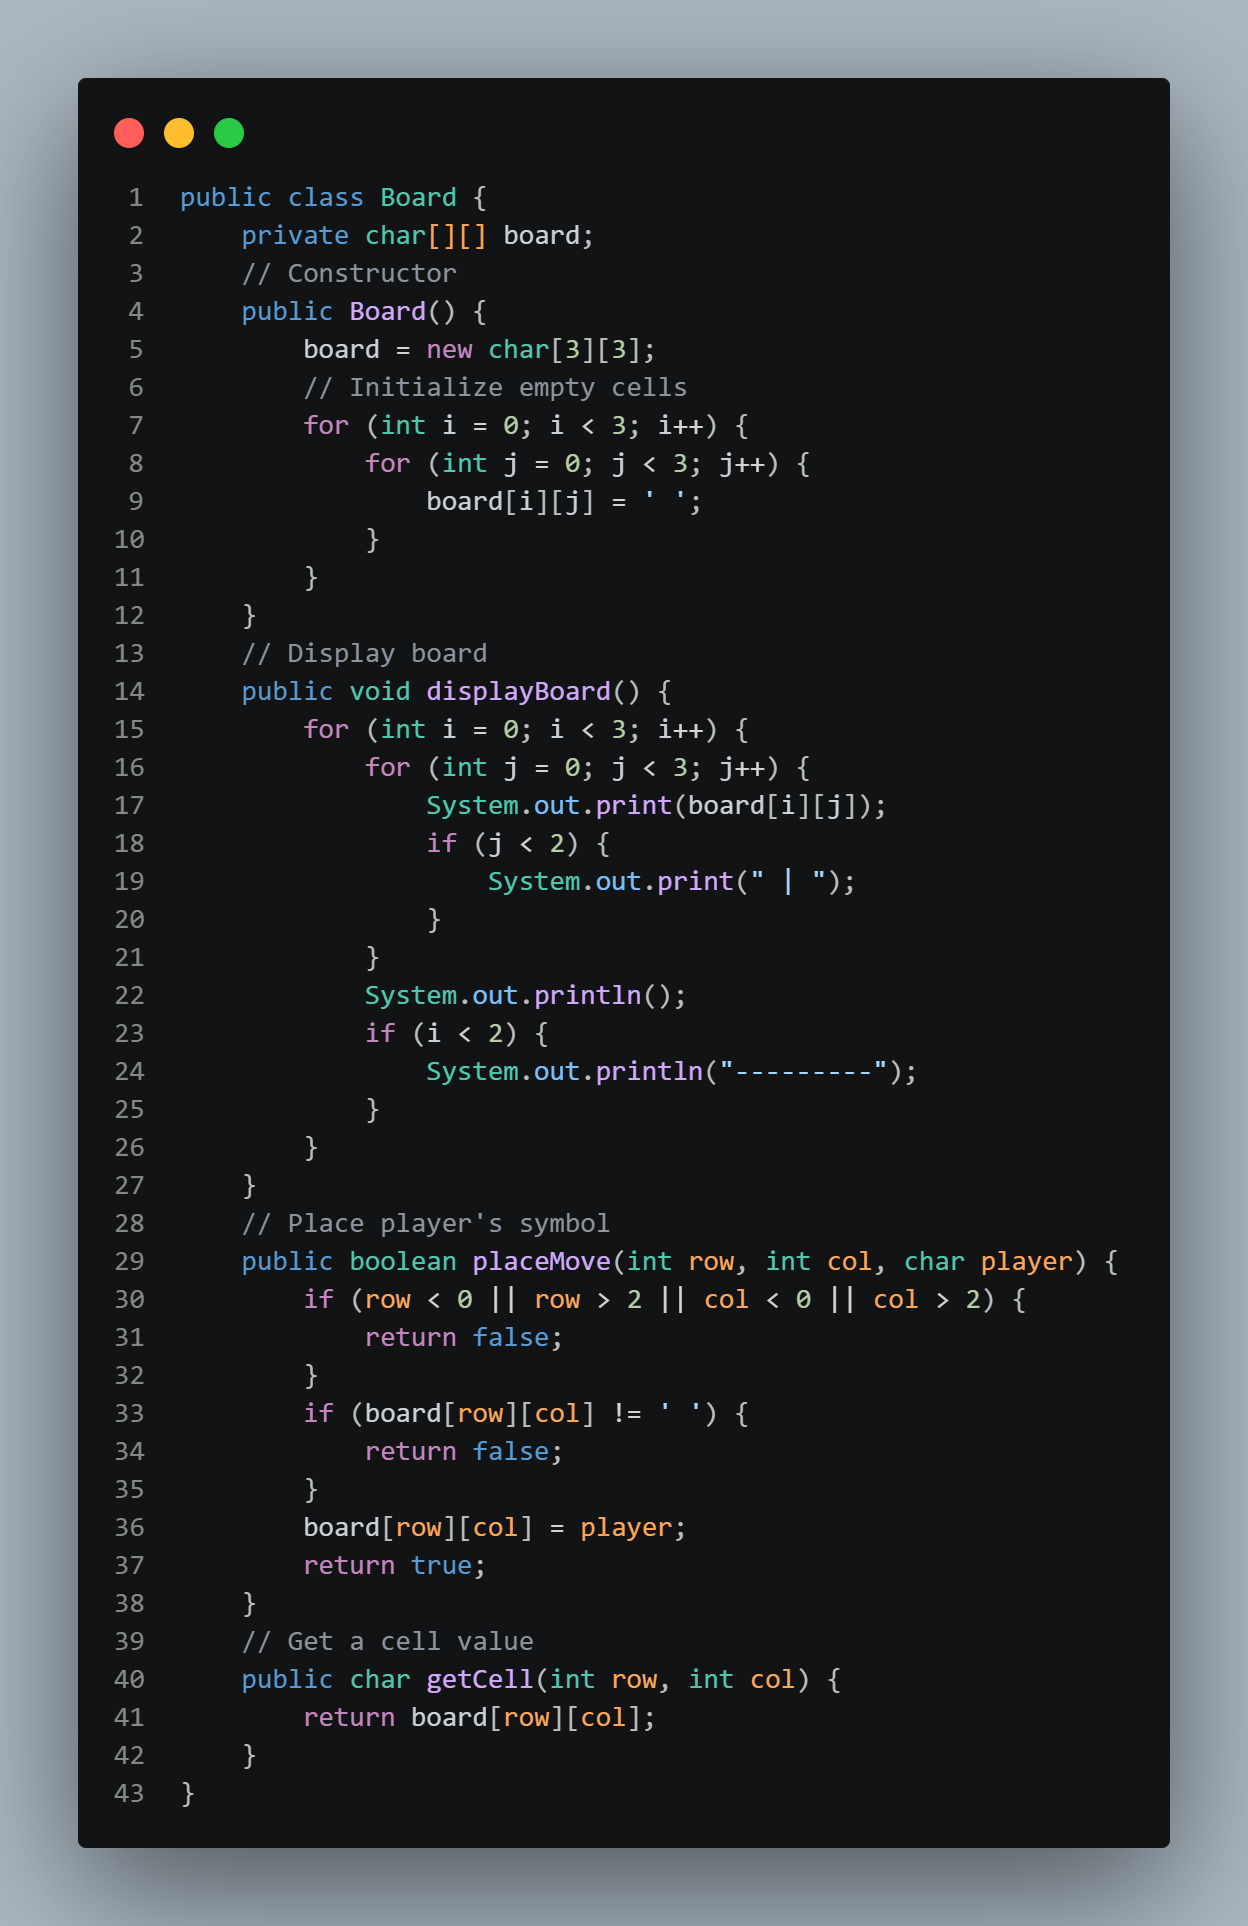 1 public class Board {
2     private char[][] board;
3     // Constructor
4     public Board() {
5         board = new char[3][3];
6         // Initialize empty cells
7         for (int i = 0; i < 3; i++) {
8             for (int j = 0; j < 3; j++) {
9                 board[i][j] = ' ';
10             }
11         }
12     }
13     // Display board
14     public void displayBoard() {
15         for (int i = 0; i < 3; i++) {
16             for (int j = 0; j < 3; j++) {
17                 System.out.print(board[i][j]);
18                 if (j < 2) {
19                     System.out.print(" | ");
20                 }
21             }
22             System.out.println();
23             if (i < 2) {
24                 System.out.println("---------");
25             }
26         }
27     }
28     // Place player's symbol
29     public boolean placeMove(int row, int col, char player) {
30         if (row < 0 || row > 2 || col < 0 || col > 2) {
31             return false;
32         }
33         if (board[row][col] != ' ') {
34             return false;
35         }
36         board[row][col] = player;
37         return true;
38     }
39     // Get a cell value
40     public char getCell(int row, int col) {
41         return board[row][col];
42     }
43 }